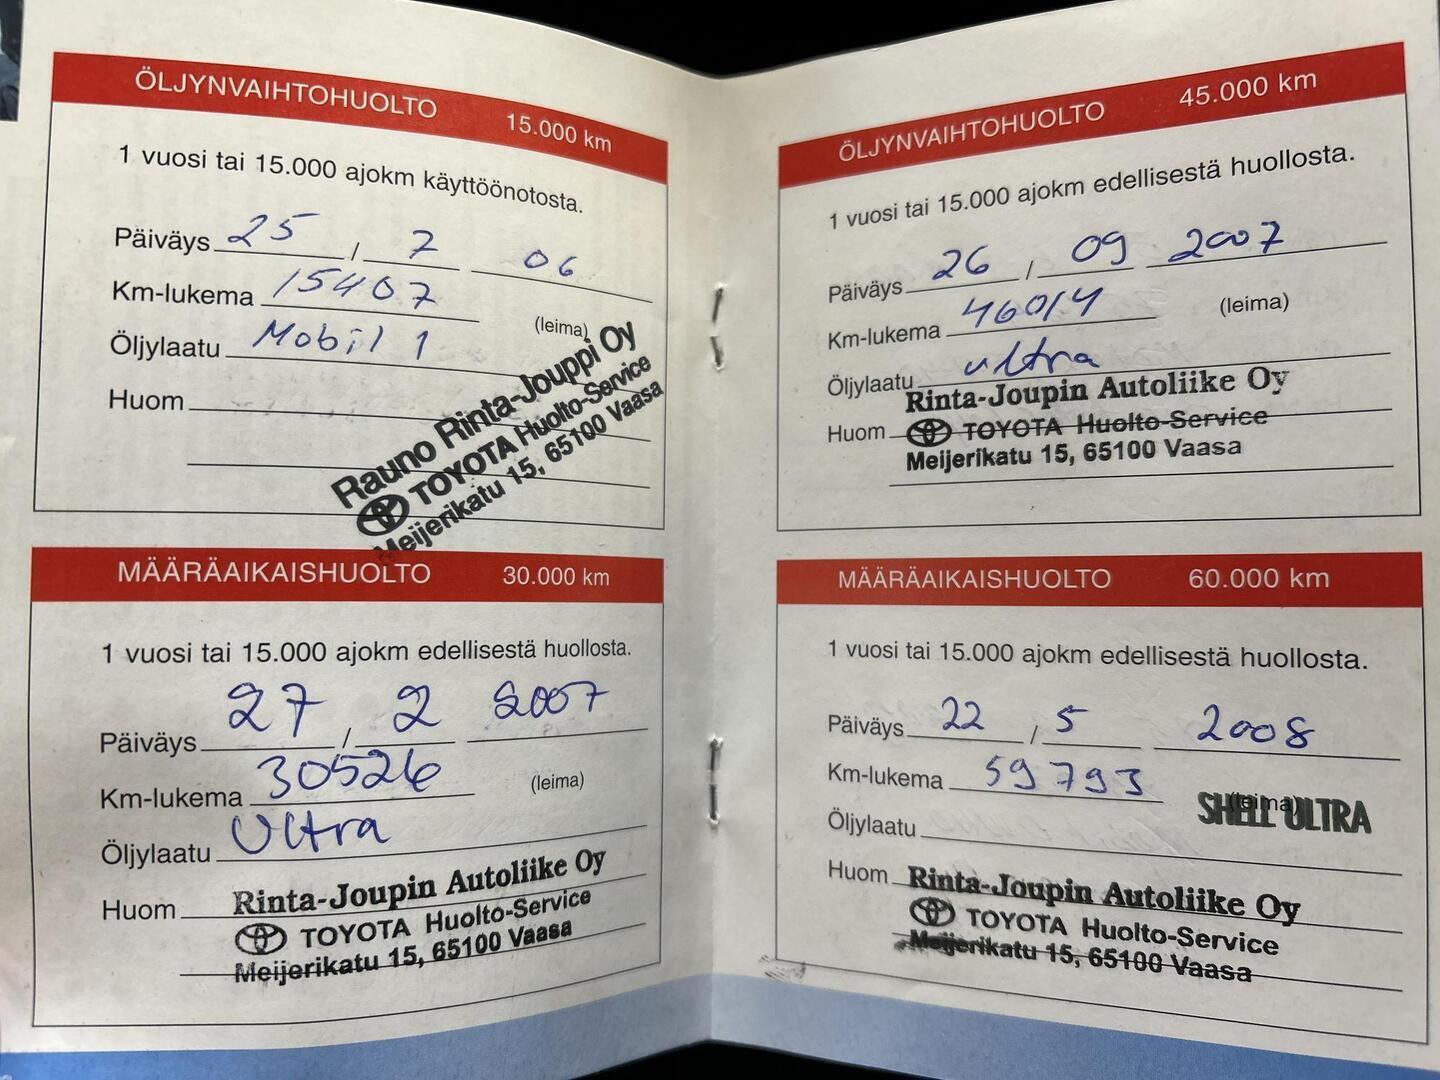 ÖLJYNVAIHTOHUOLTO 15.000 km
1 vuosi tai 15.000 ajokm käyttöönotosta.
Päiväys 25 / 7 06
Km-lukema 15407
(leima)
Öljylaatu Mobil 1
Huom
Rauno Rinta-Jouppi Oy
TOYOTA Huolto-Service
Meijerikatu 15, 65100 Vaasa
MÄÄRÄAIKAISHUOLTO 30.000 km
1 vuosi tai 15.000 ajokm edellisestä huollosta.
Päiväys 27 / 2 2007
Km-lukema 30526 (leima)
Öljylaatu Ultra
Huom
Rinta-Joupin Autoliike Oy
TOYOTA Huolto-Service
Meijerikatu 15, 65100 Vaasa
ÖLJYNVAIHTOHUOLTO 45.000 km
1 vuosi tai 15.000 ajokm edellisestä huollosta.
Päiväys 26 / 09 2007
Km-lukema 46014 (leima)
Öljylaatu ultra
Rinta-Joupin Autoliike Oy
Huom TOYOTA Huolto-Service
Meijerikatu 15, 65100 Vaasa
MÄÄRÄAIKAISHUOLTO 60.000 km
1 vuosi tai 15.000 ajokm edellisestä huollosta.
Päiväys 22 / 5 2008
Km-lukema 59793
(leima)
SHELL ULTRA
Öljylaatu
Huom Rinta-Joupin Autoliike Oy
TOYOTA Huolto-Service
Meijerikatu 15, 65100 Vaasa